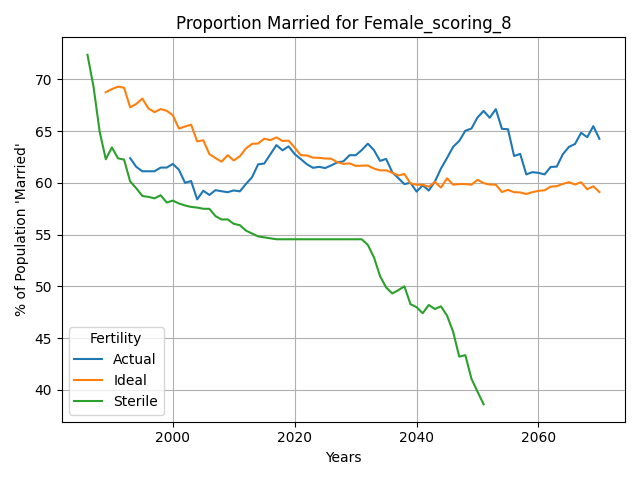 Proportion Married for Female_scoring_8
% of Population 'Married'
70
65
60
55
50
45
40
Fertility
Actual
Ideal
Sterile
2000 2020 2040 2060
Years